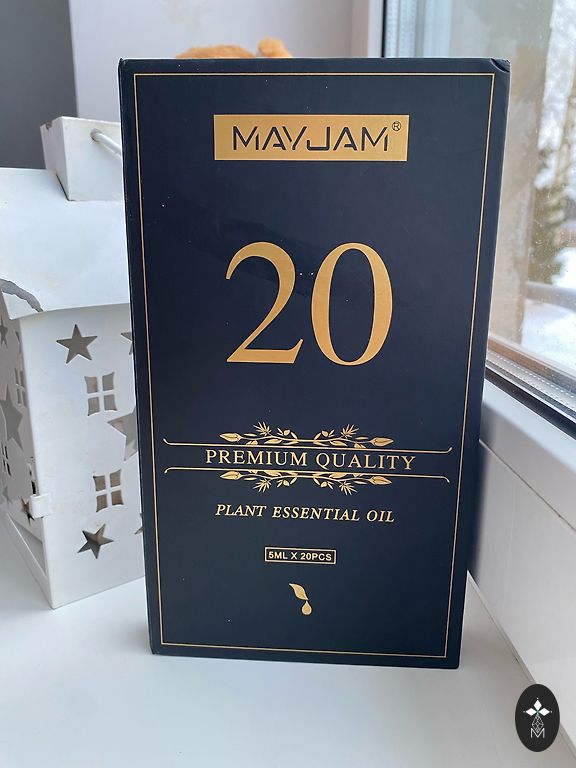 MAYJAM®
20
PREMIUM QUALITY
PLANT ESSENTIAL OIL
5ML X 20PCS
M